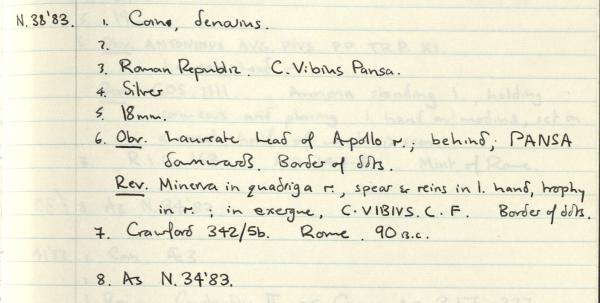 N.38'83. 1. Coins, denarius.
2.
3. Roman Republic. C. Vibius Pansa.
4. Silver
5. 18mm.
6. Obv. Laureate head of Apollo r.; behind, PANSA
downwards. Border of dots.
Rev. Minerva in quadriga r., spear & reins in l. hand, trophy
in r.; in exergue, C.VIBIVS.C.F. Border of dots.
7. Crawford 342/5b. Rome. 90 B.C.
8. As N.34'83.